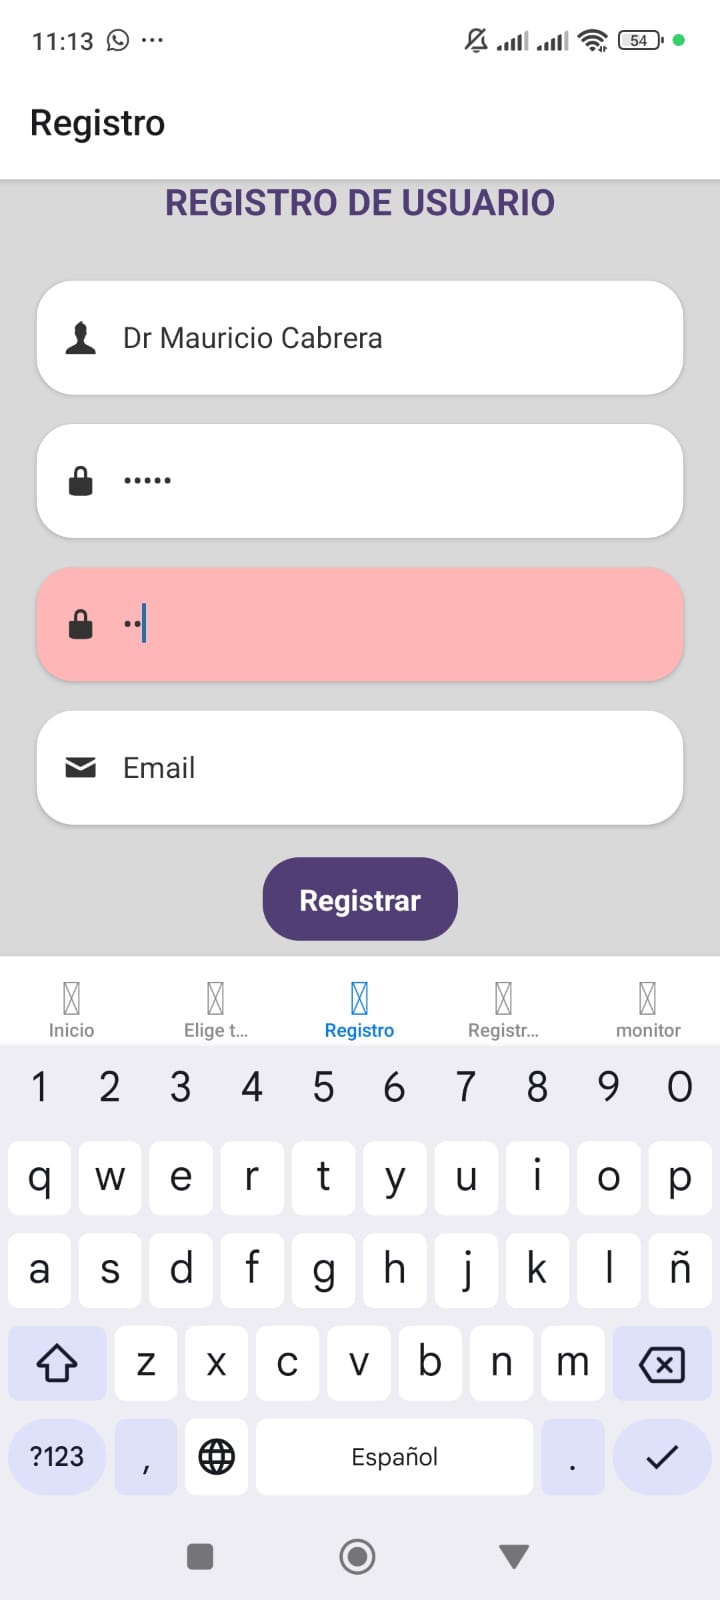 11:13 ...
54
Registro
REGISTRO DE USUARIO
Dr Mauricio Cabrera
•••••
••
Email
Registrar
Inicio Elige t... Registro Registr... monitor
1 2 3 4 5 6 7 8 9 0
q w e r t y u i o p
a s d f g h j k l ñ
z x c v b n m
?123 , Español .